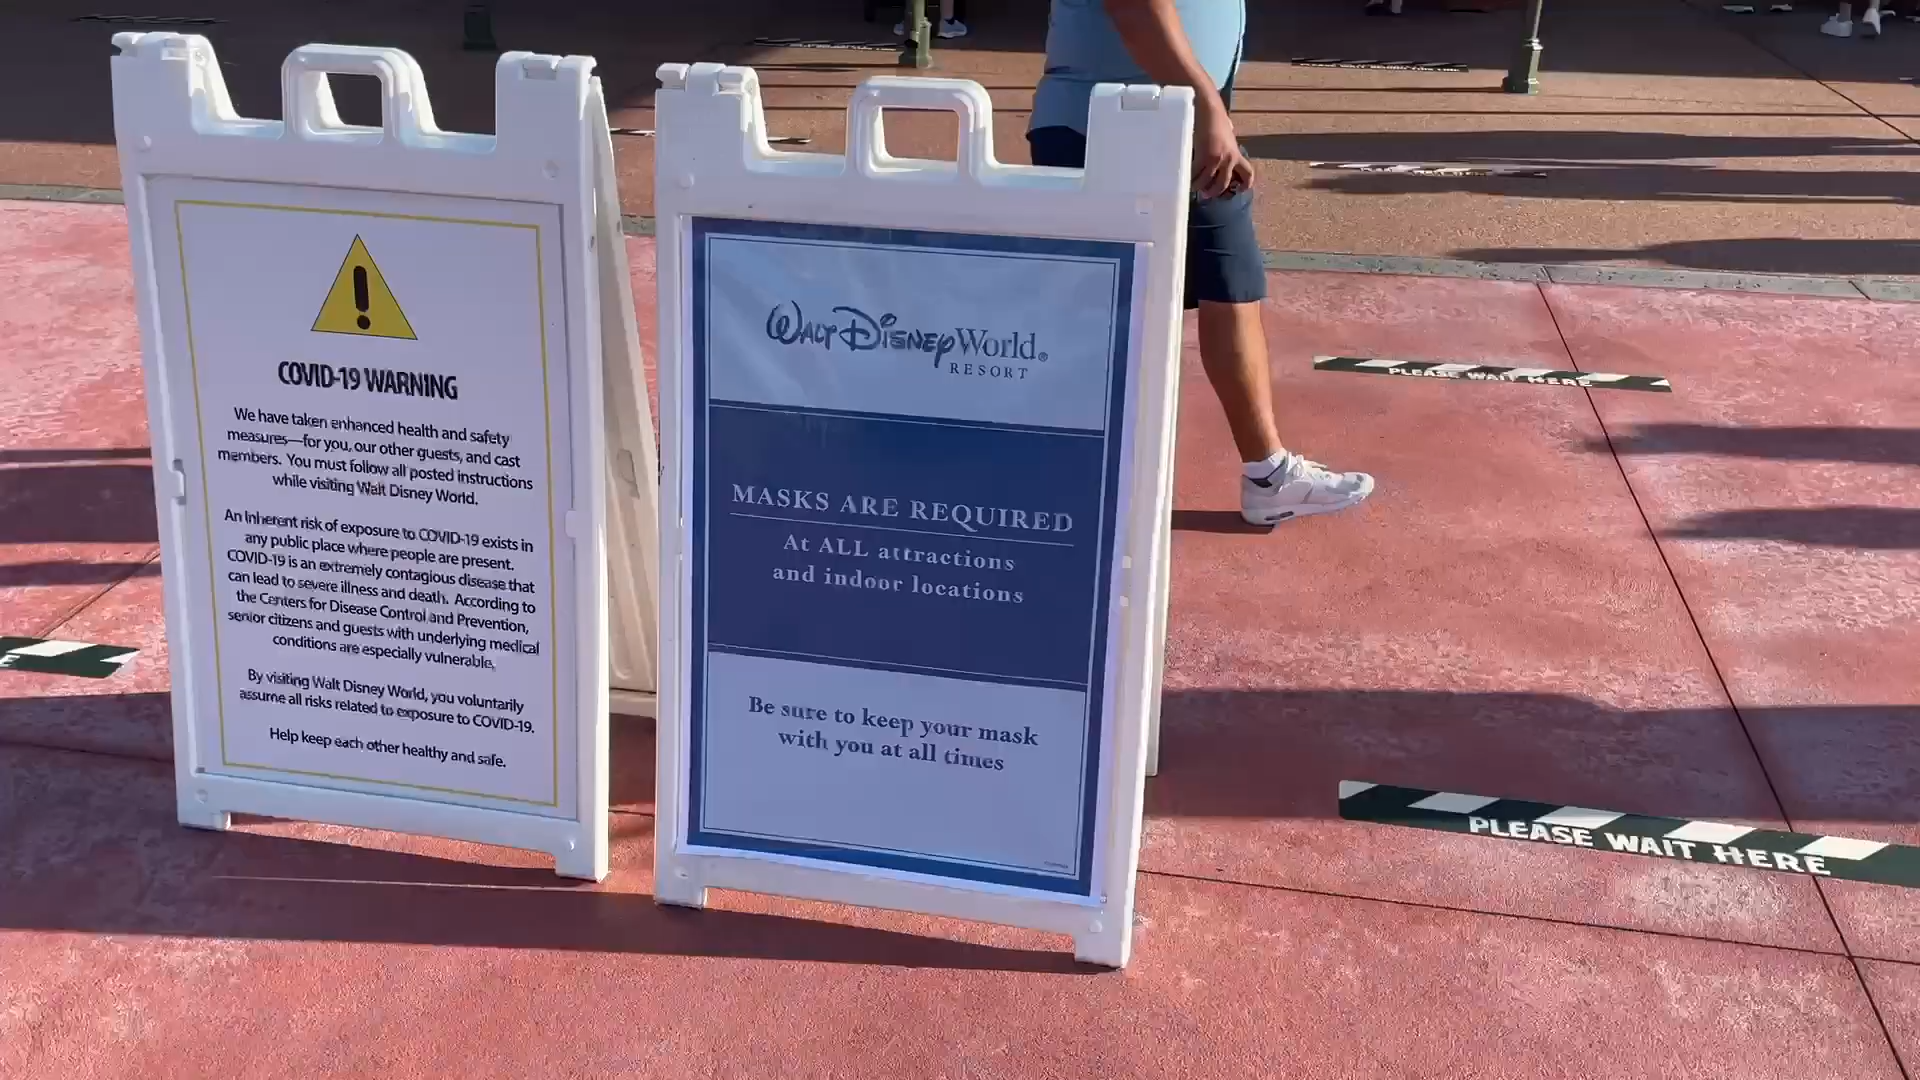 COVID-19 WARNING
We have taken enhanced health and safety
measures—for you, our other guests, and cast
members. You must follow all posted instructions
while visiting Walt Disney World.
An inherent risk of exposure to COVID-19 exists in
any public place where people are present.
COVID-19 is an extremely contagious disease that
can lead to severe illness and death. According to
the Centers for Disease Control and Prevention,
senior citizens and guests with underlying medical
conditions are especially vulnerable.
By visiting Walt Disney World, you voluntarily
assume all risks related to exposure to COVID-19.
Help keep each other healthy and safe.
WALT DISNEY World®
RESORT
MASKS ARE REQUIRED
At ALL attractions
and indoor locations
Be sure to keep your mask
with you at all times
PLEASE WAIT HERE
PLEASE WAIT HERE